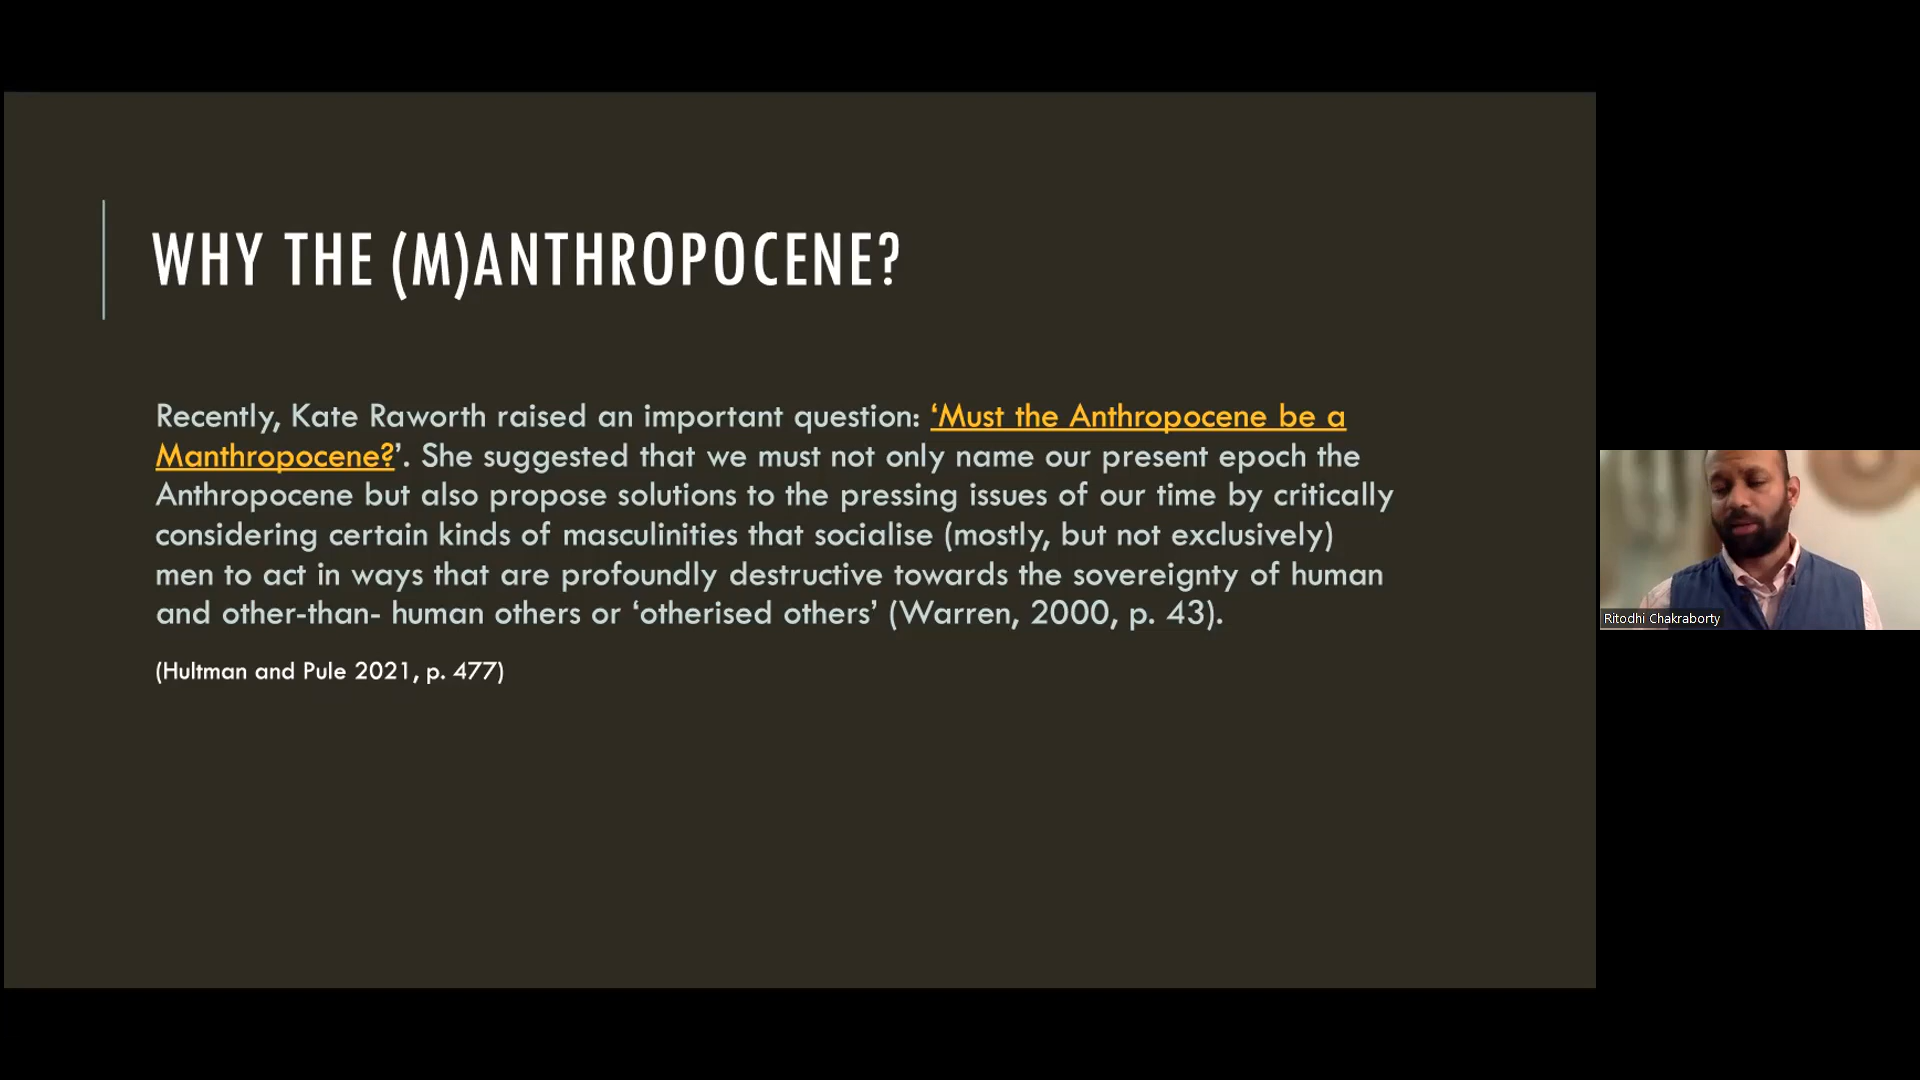 WHY THE (M)ANTHROPOCENE?
Recently, Kate Raworth raised an important question: ‘Must the Anthropocene be a
Manthropocene?’. She suggested that we must not only name our present epoch the
Anthropocene but also propose solutions to the pressing issues of our time by critically
considering certain kinds of masculinities that socialise (mostly, but not exclusively)
men to act in ways that are profoundly destructive towards the sovereignty of human
and other-than- human others or ‘otherised others’ (Warren, 2000, p. 43).
(Hultman and Pule 2021, p. 477)
Ritodhi Chakraborty